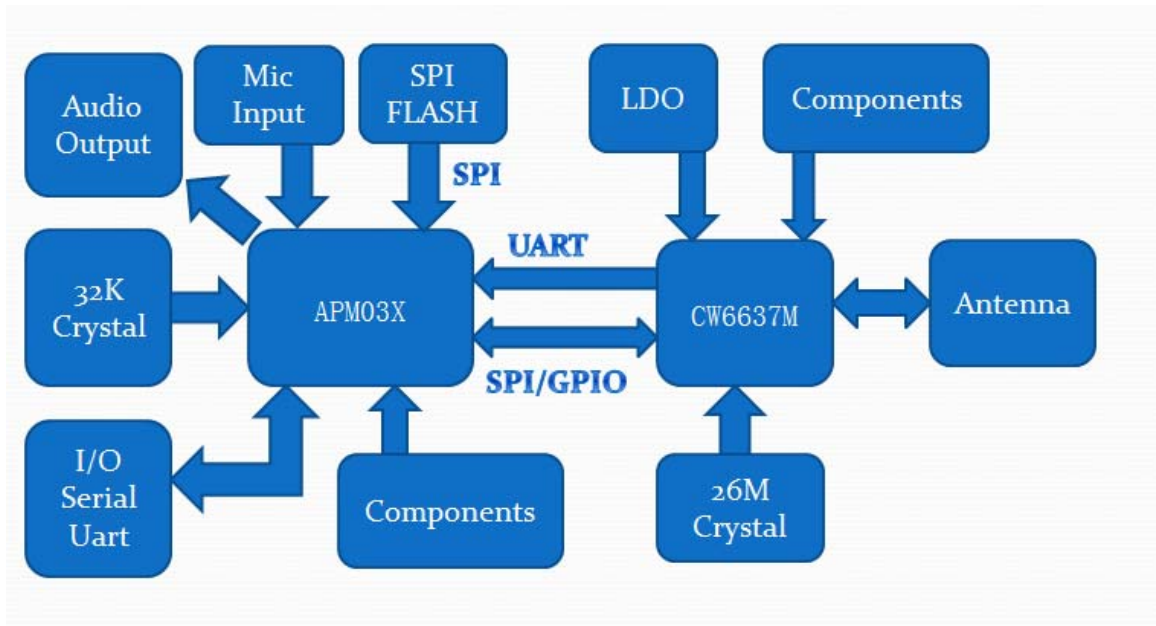 Audio
Output
Mic
Input
SPI
FLASH
LDO
Components
SPI
32K
Crystal
APM03X
UART
SPI/GPIO
CW6637M
Antenna
I/O
Serial
Uart
Components
26M
Crystal